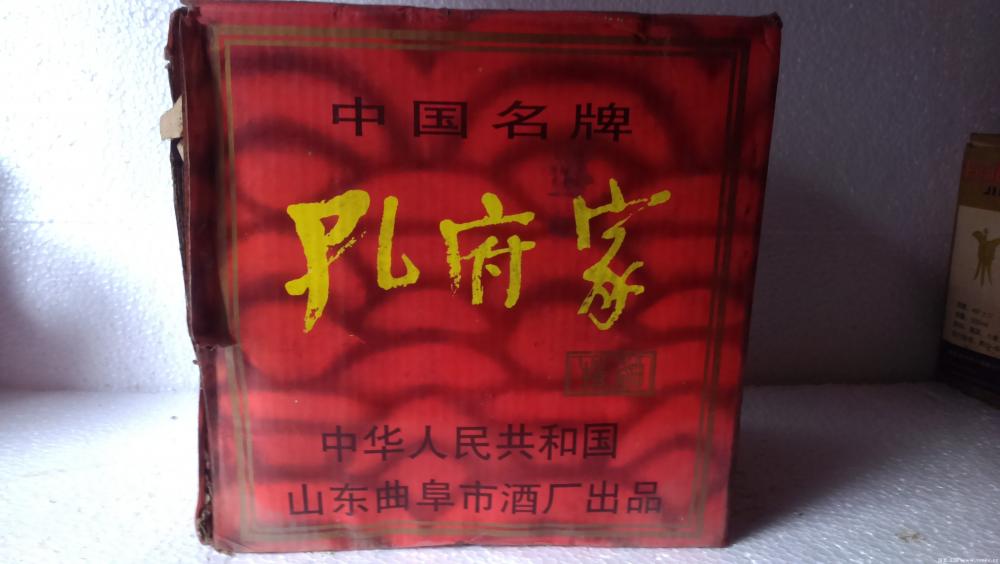 中国名牌
孔府家
中华人民共和国
山东曲阜市酒厂出品